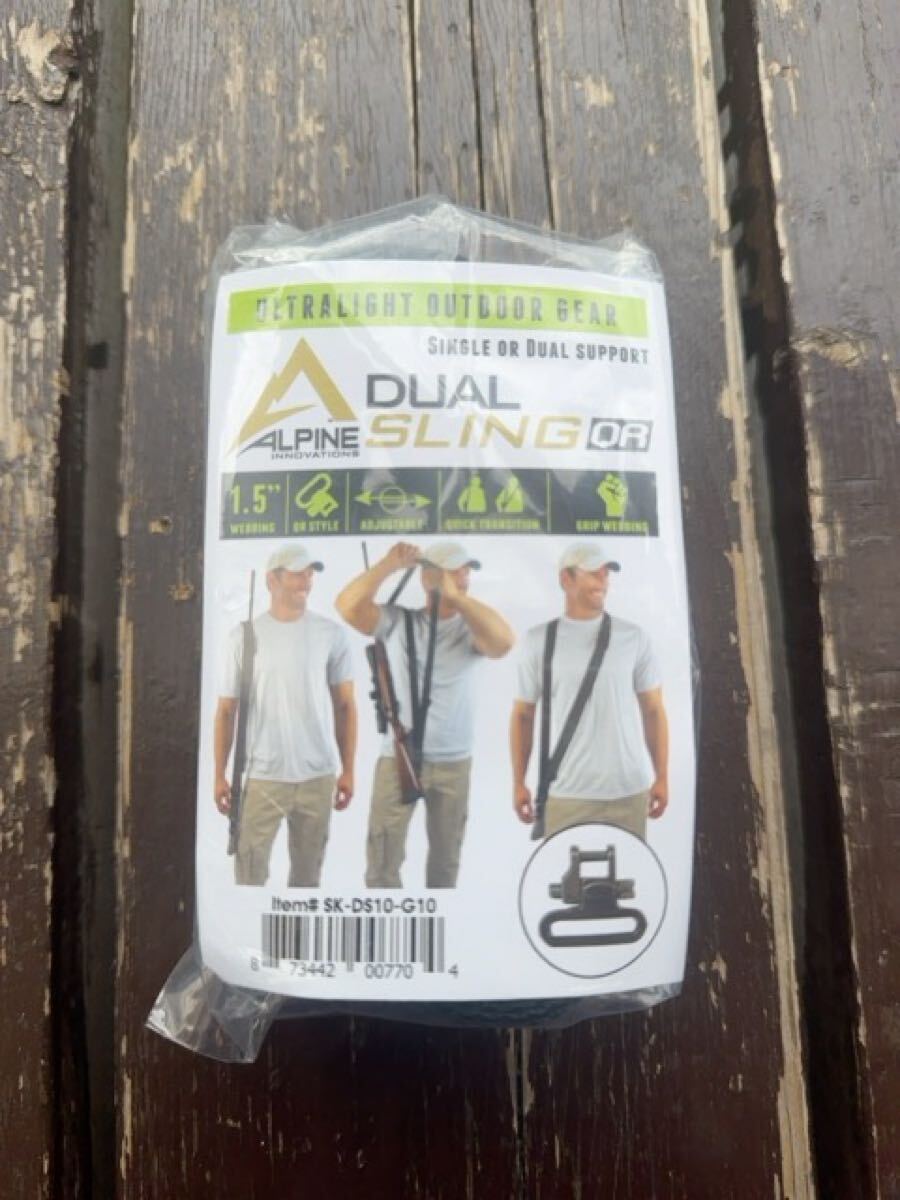 ULTRALIGHT OUTDOOR GEAR
SINGLE OR DUAL SUPPORT
ALPINE
INNOVATIONS
DUAL
SLING QR
1.5"
WEBBING
QR STYLE
ADJUSTABLE
QUICK TRANSITION
GRIP WEBBING
Item# SK-DS10-G10
8 73442 00770 4